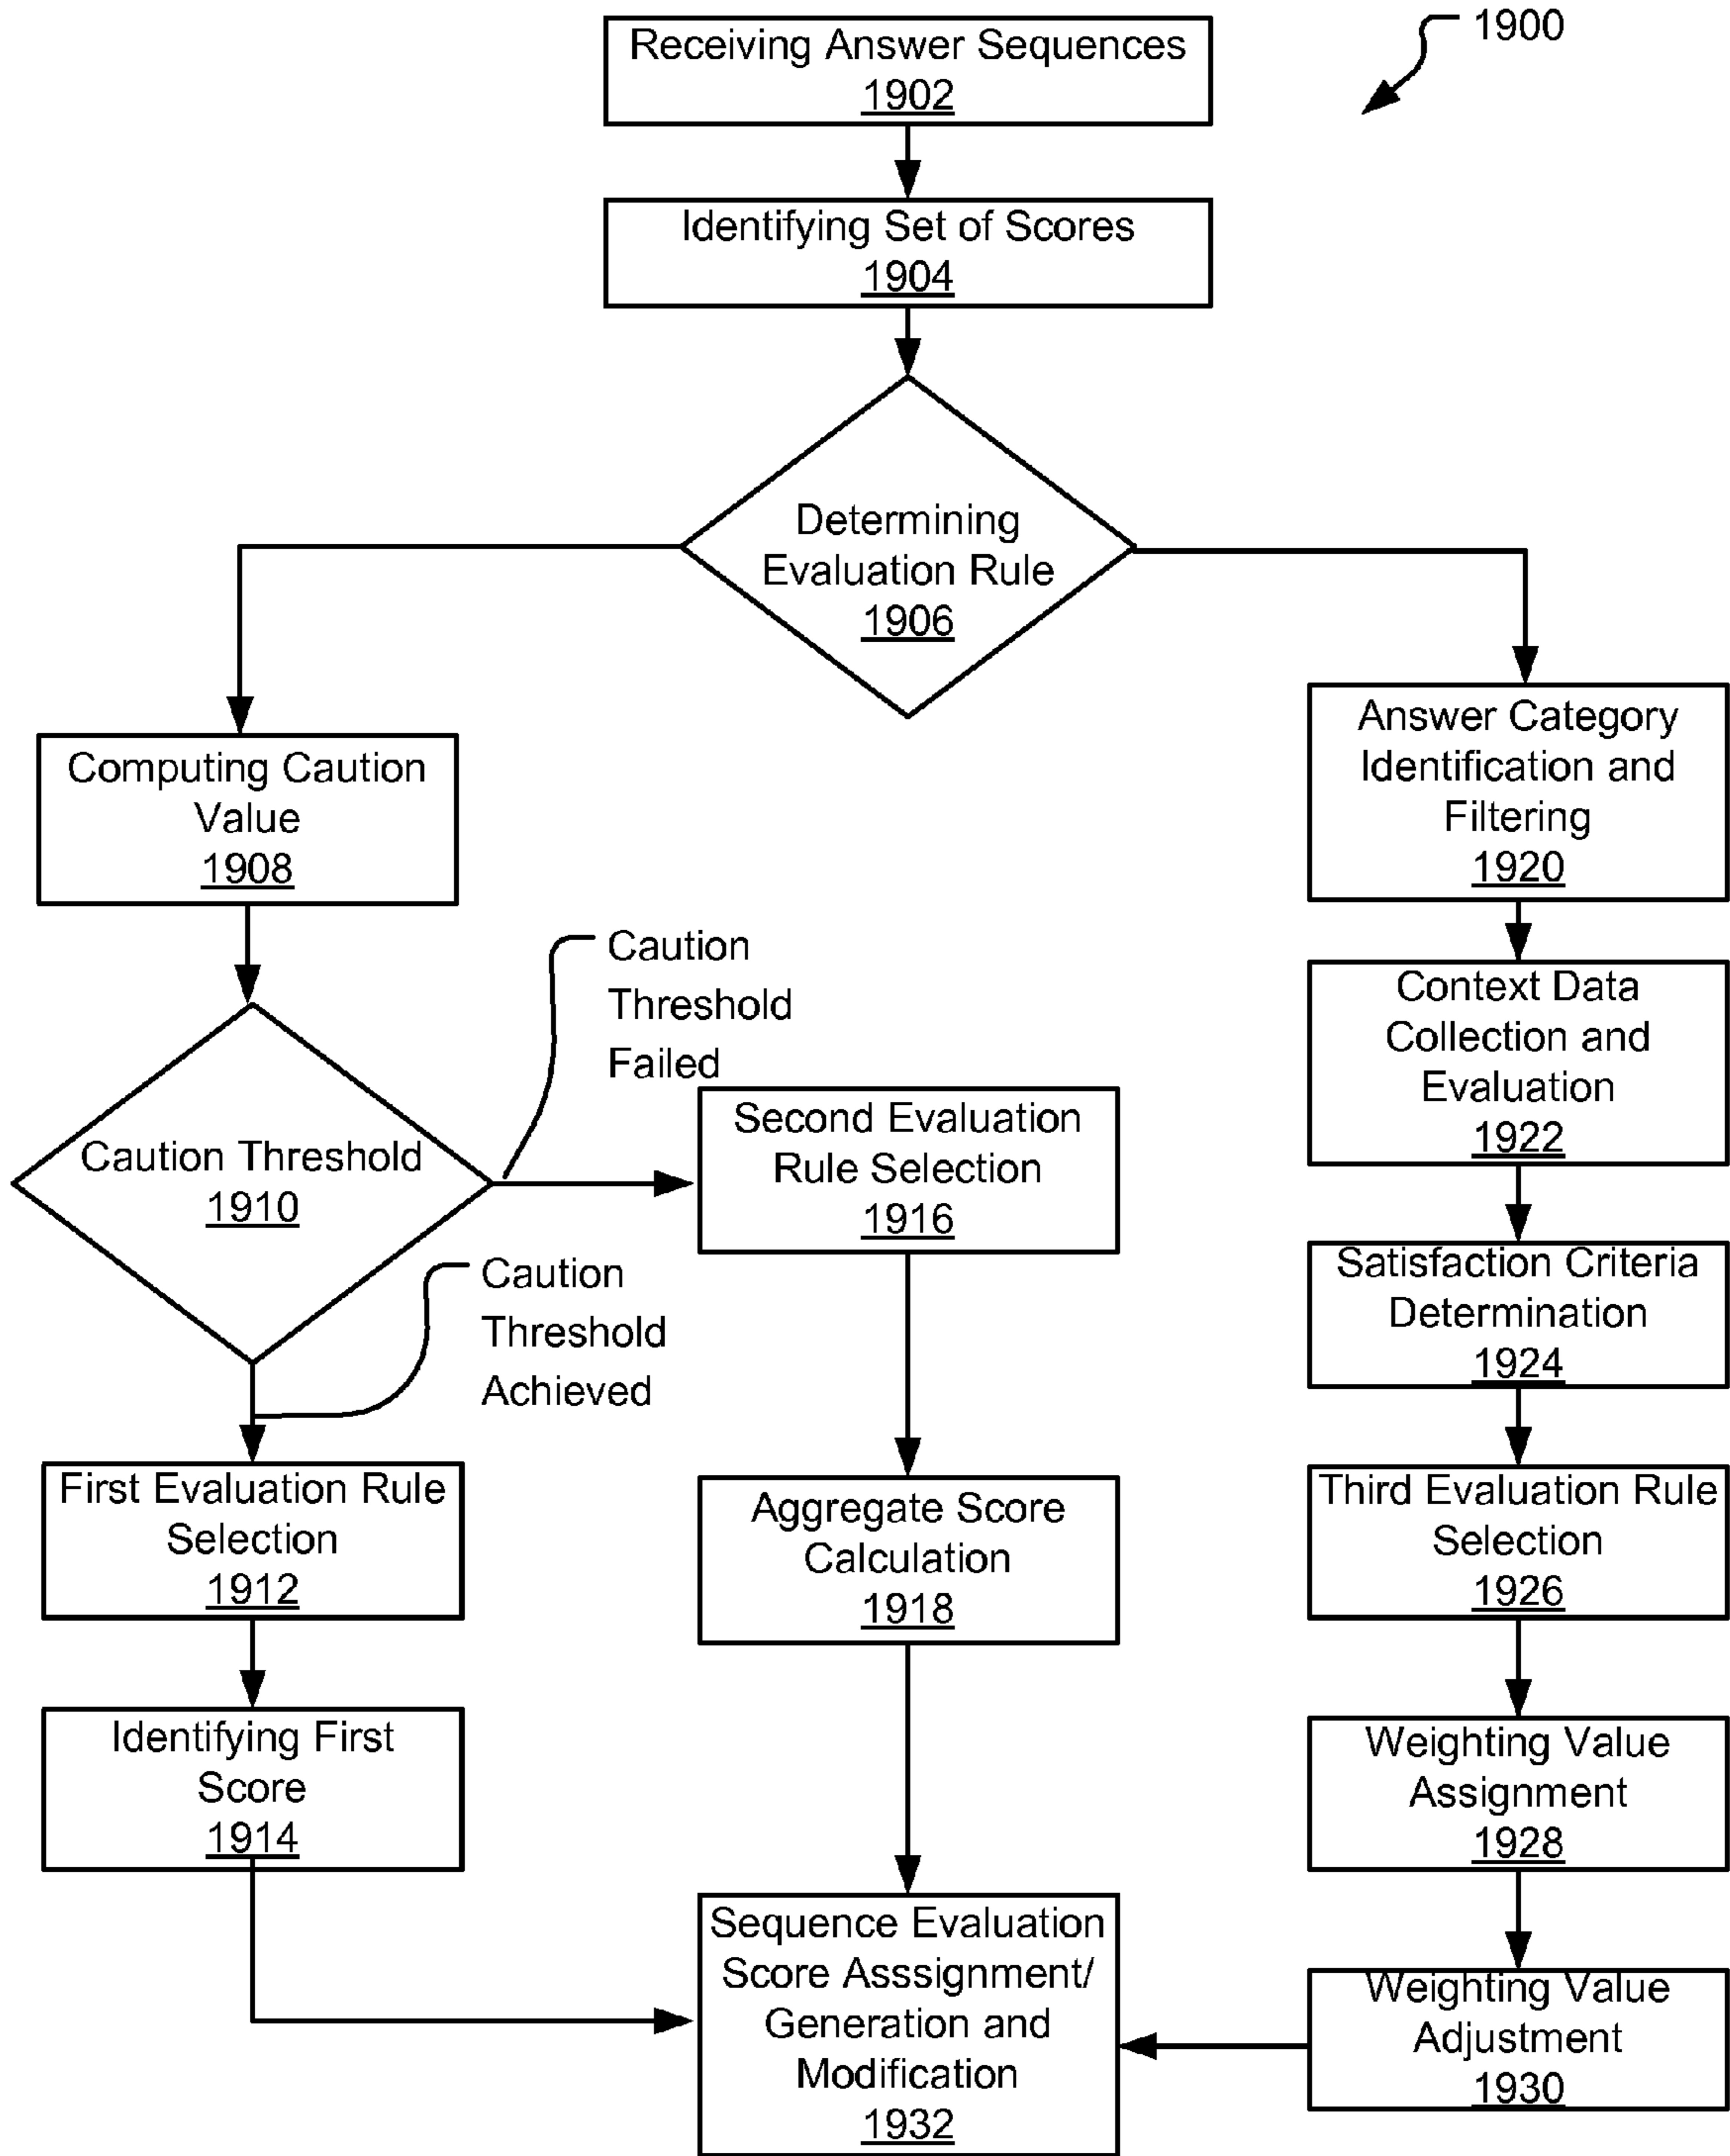 1900
Receiving Answer Sequences
1902
Identifying Set of Scores
1904
Determining
Evaluation Rule
1906
Computing Caution
Value
1908
Caution Threshold
1910
Caution
Threshold
Failed
Caution
Threshold
Achieved
First Evaluation Rule
Selection
1912
Identifying First
Score
1914
Second Evaluation
Rule Selection
1916
Aggregate Score
Calculation
1918
Answer Category
Identification and
Filtering
1920
Context Data
Collection and
Evaluation
1922
Satisfaction Criteria
Determination
1924
Third Evaluation Rule
Selection
1926
Weighting Value
Assignment
1928
Weighting Value
Adjustment
1930
Sequence Evaluation
Score Asssignment/
Generation and
Modification
1932